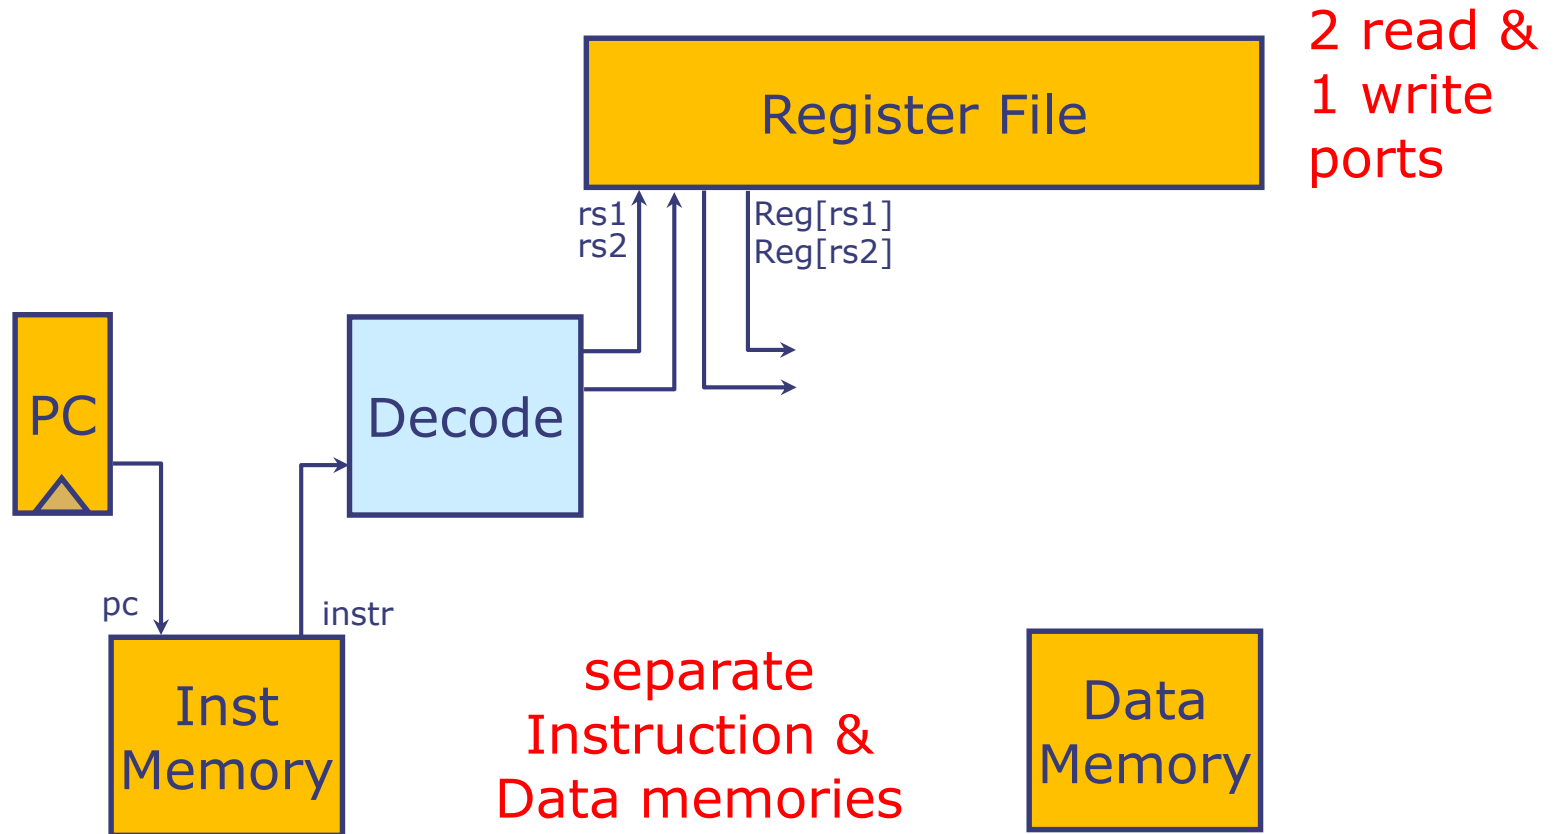 2 read &
1 write
ports
Register File
rs1
rs2
Reg[rs1]
Reg[rs2]
PC
Decode
pc
instr
Inst
Memory
separate
Instruction &
Data memories
Data
Memory